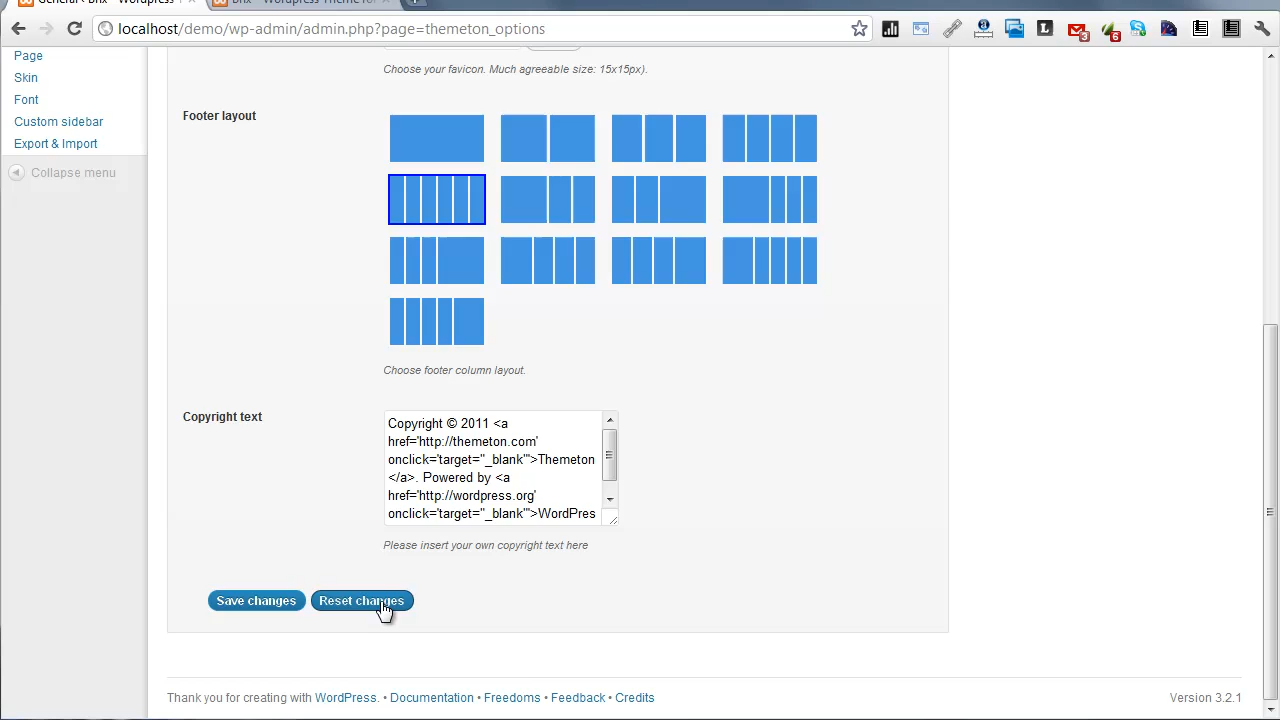 localhost/demo/wp-admin/admin.php?page=themeton_options
3
6
L
Page
Skin
Font
Custom sidebar
Export & Import
Collapse menu
Choose your favicon. Much agreeable size: 15x15px).
Footer layout
Choose footer column layout.
Copyright text
Copyright © 2011 <a
href='http://themeton.com'
onclick='target="_blank"'>Themeton
</a>. Powered by <a
href='http://wordpress.org'
onclick='target="_blank"'>WordPres
Please insert your own copyright text here
Save changes
Reset changes
Thank you for creating with WordPress. • Documentation • Freedoms • Feedback • Credits
Version 3.2.1